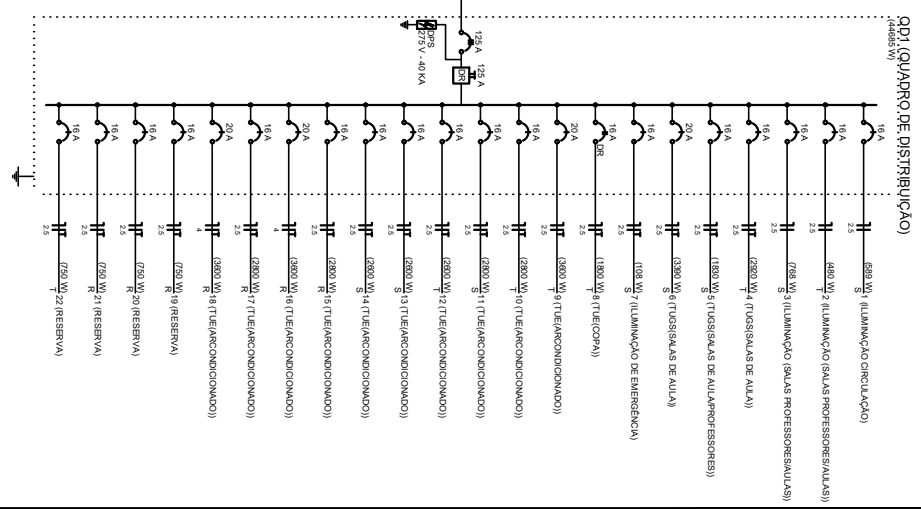 QD1 (QUADRO DE DISTRIBUIÇÃO)
(44685 W)
125 A
DPS
275 V - 40 KA
125 A
DR
16 A 2.5 (589 W) S 1 (ILUMINAÇÃO CIRCULAÇÃO)
16 A 2.5 (480 W) T 2 (ILUMINAÇÃO (SALAS PROFESSORES/AULAS))
16 A 2.5 (768 W) S 3 (ILUMINAÇÃO (SALAS PROFESSORES/AULAS))
16 A 2.5 (2920 W) T 4 (TUGS(SALAS DE AULA))
16 A 2.5 (1830 W) S 5 (TUGS(SALAS DE AULA/PROFESSORES))
20 A 2.5 (3390 W) S 6 (TUGS(SALAS DE AULA))
16 A 2.5 (108 W) S 7 (ILUMINAÇÃO DE EMERGÊNCIA)
16 A DR 2.5 (1800 W) T 8 (TUE(COPA))
20 A 4 (3600 W) T 9 (TUE(ARCONDICIONADO))
16 A 2.5 (2800 W) T 10 (TUE(ARCONDICIONADO))
16 A 2.5 (2800 W) S 11 (TUE(ARCONDICIONADO))
16 A 2.5 (2600 W) T 12 (TUE(ARCONDICIONADO))
16 A 2.5 (2600 W) S 13 (TUE(ARCONDICIONADO))
16 A 2.5 (2600 W) S 14 (TUE(ARCONDICIONADO))
16 A 2.5 (2800 W) R 15 (TUE(ARCONDICIONADO))
20 A 4 (3600 W) R 16 (TUE(ARCONDICIONADO))
16 A 2.5 (2800 W) R 17 (TUE(ARCONDICIONADO))
20 A 4 (3600 W) R 18 (TUE(ARCONDICIONADO))
16 A 2.5 (750 W) R 19 (RESERVA)
16 A 2.5 (750 W) R 20 (RESERVA)
16 A 2.5 (750 W) R 21 (RESERVA)
16 A 2.5 (750 W) T 22 (RESERVA)